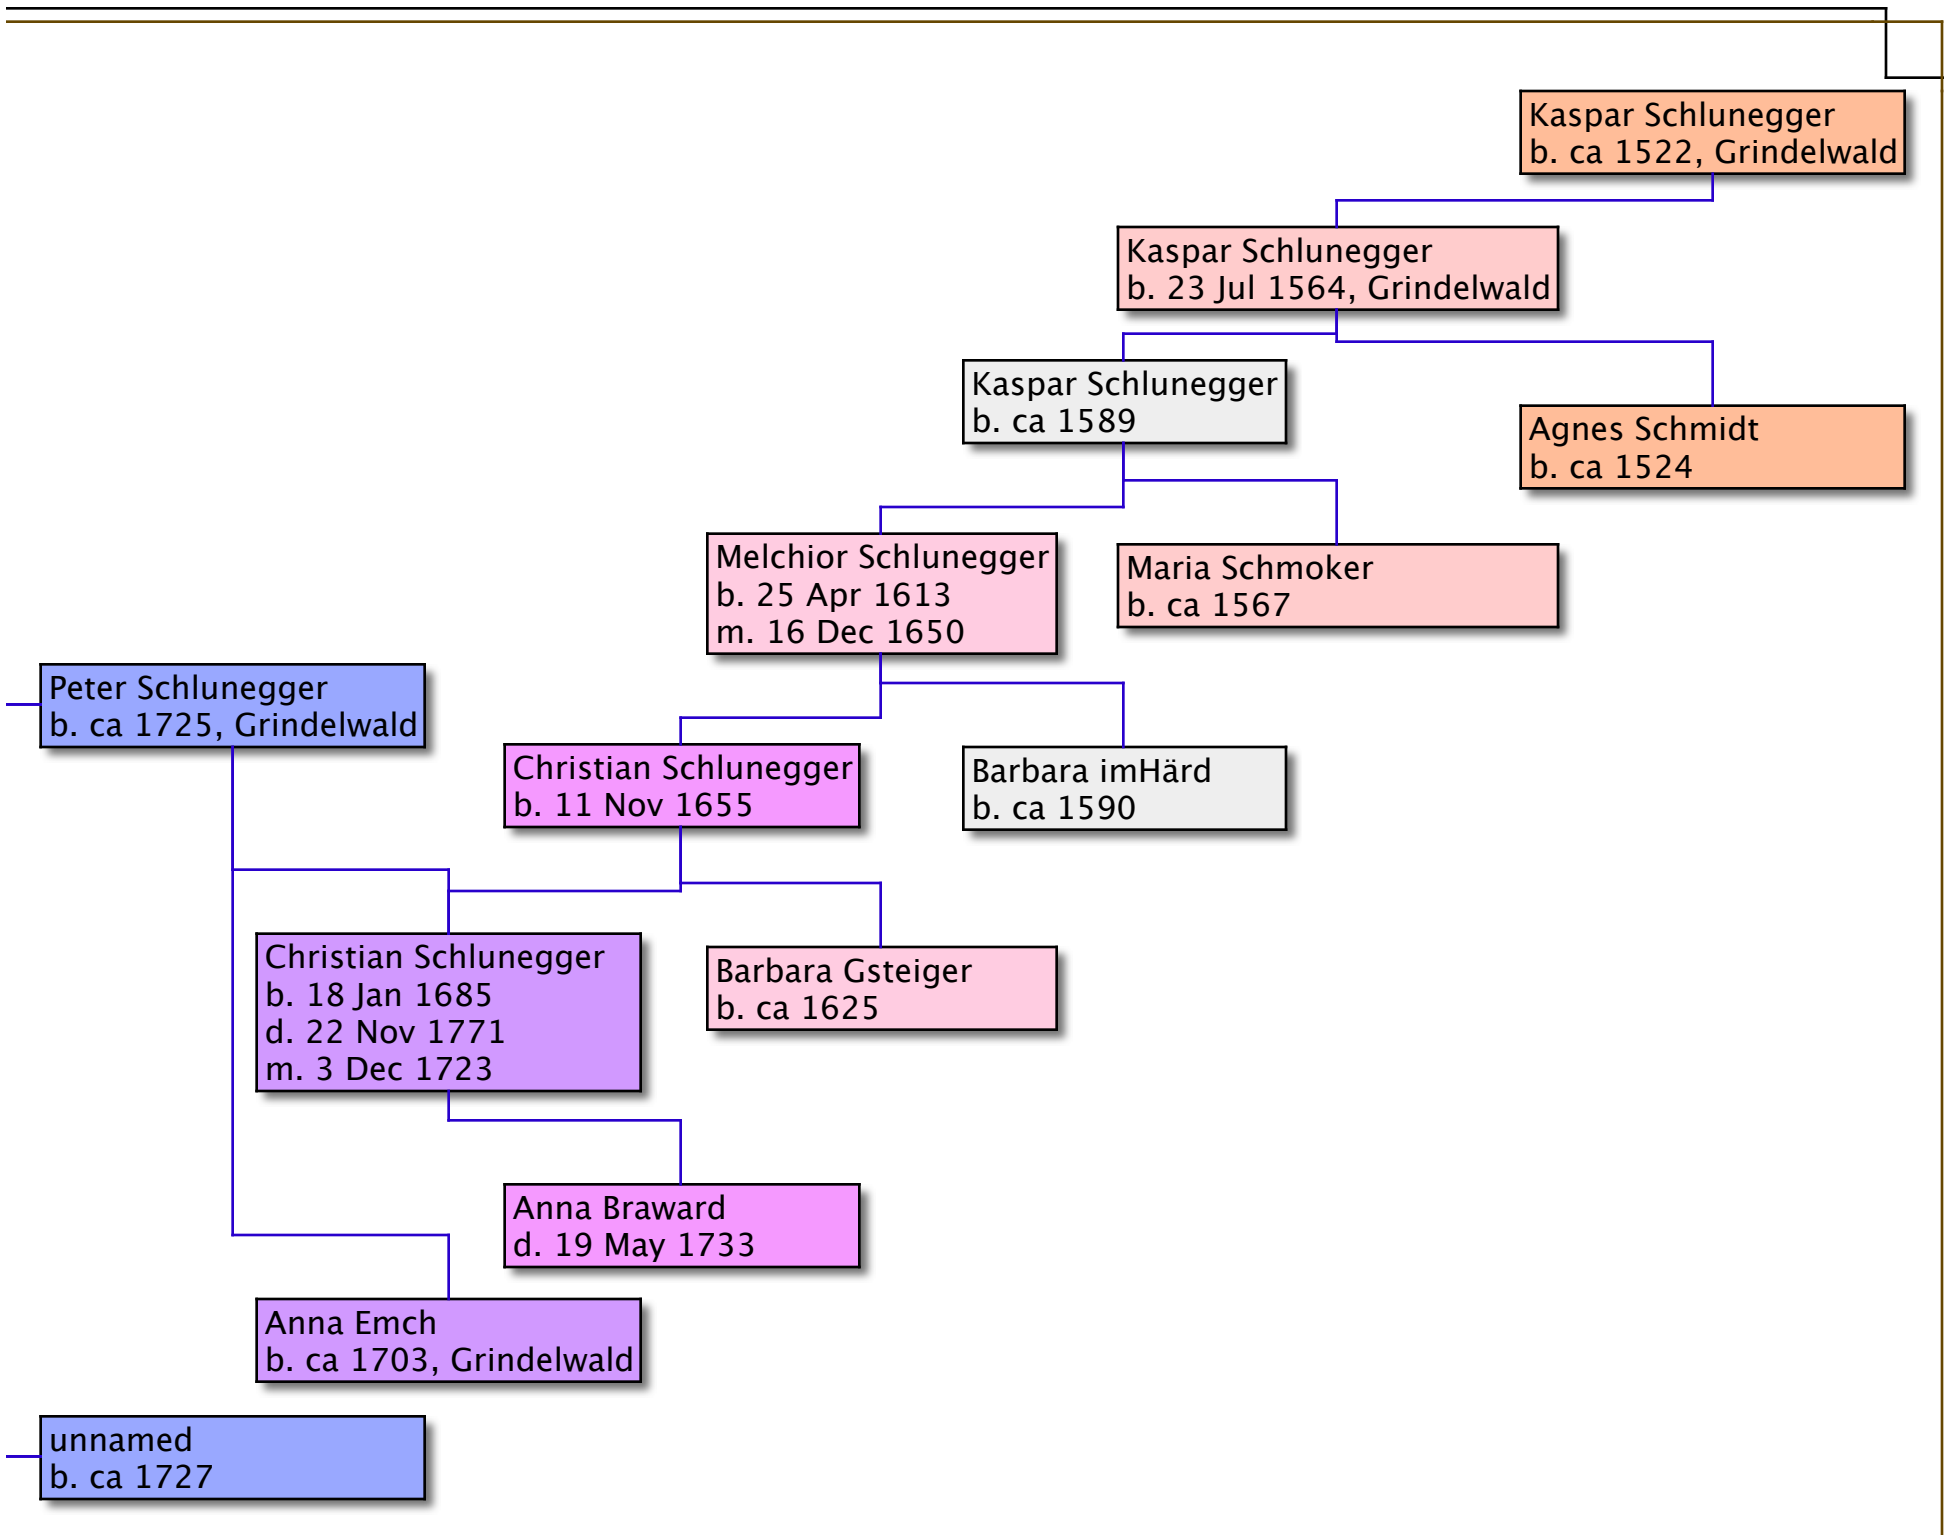 Kaspar Schlunegger
b. ca 1522, Grindelwald
Kaspar Schlunegger
b. 23 Jul 1564, Grindelwald
Kaspar Schlunegger
b. ca 1589
Agnes Schmidt
b. ca 1524
Melchior Schlunegger
b. 25 Apr 1613
m. 16 Dec 1650
Maria Schmoker
b. ca 1567
Peter Schlunegger
b. ca 1725, Grindelwald
Christian Schlunegger
b. 11 Nov 1655
Barbara imHärd
b. ca 1590
Christian Schlunegger
b. 18 Jan 1685
d. 22 Nov 1771
m. 3 Dec 1723
Barbara Gsteiger
b. ca 1625
Anna Braward
d. 19 May 1733
Anna Emch
b. ca 1703, Grindelwald
unnamed
b. ca 1727